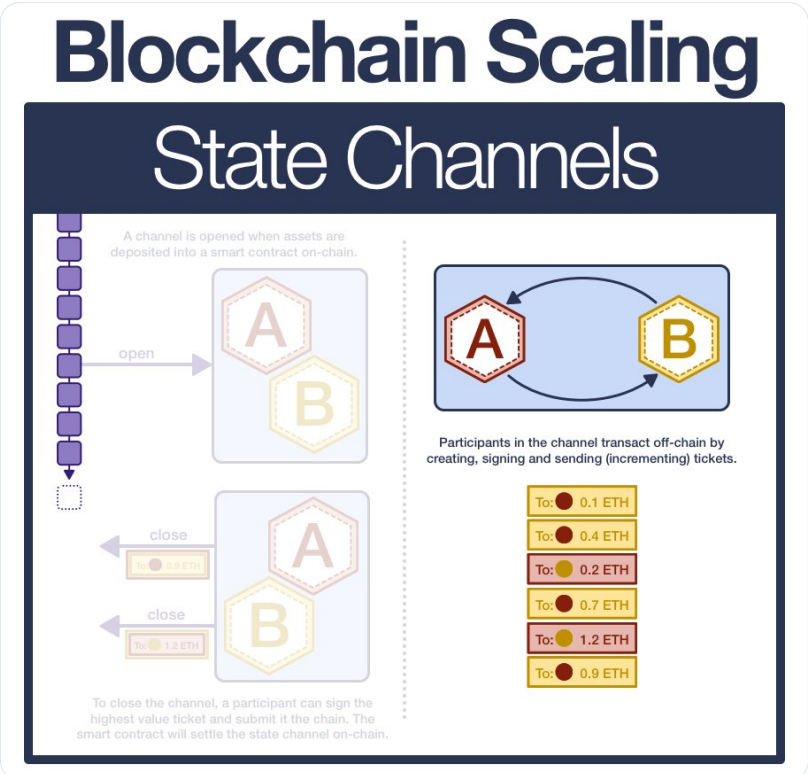 Blockchain Scaling
State Channels
A channel is opened when assets are
deposited into a smart contract on-chain.
open
A
B
close
To: 0.9 ETH
close
To: 1.2 ETH
A
B
To close the channel, a participant can sign the
highest value ticket and submit it the chain. The
smart contract will settle the state channel on-chain.
A
B
Participants in the channel transact off-chain by
creating, signing and sending (incrementing) tickets.
To: 0.1 ETH
To: 0.4 ETH
To: 0.2 ETH
To: 0.7 ETH
To: 1.2 ETH
To: 0.9 ETH